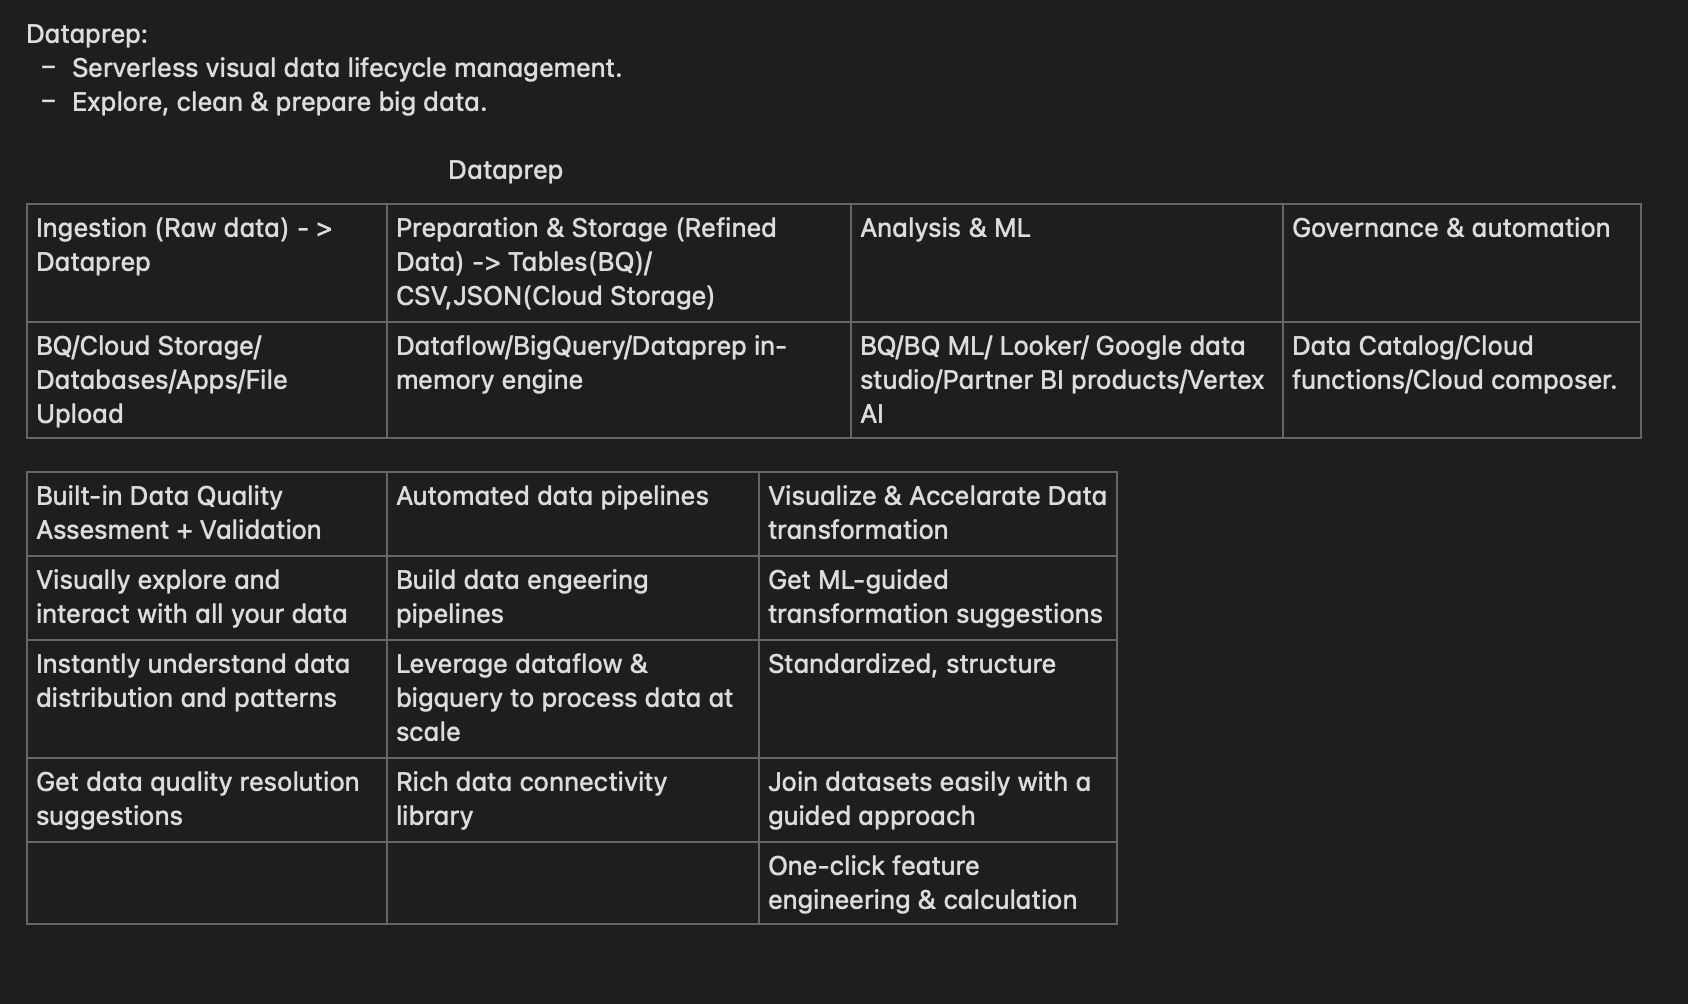 Dataprep:
– Serverless visual data lifecycle management.
– Explore, clean & prepare big data.
Dataprep
Ingestion (Raw data) - >
Dataprep
Preparation & Storage (Refined
Data) -> Tables(BQ)/
CSV,JSON(Cloud Storage)
Analysis & ML
Governance & automation
BQ/Cloud Storage/
Databases/Apps/File
Upload
Dataflow/BigQuery/Dataprep in-
memory engine
BQ/BQ ML/ Looker/ Google data
studio/Partner BI products/Vertex
AI
Data Catalog/Cloud
functions/Cloud composer.
Built-in Data Quality
Assesment + Validation
Automated data pipelines
Visualize & Accelarate Data
transformation
Visually explore and
interact with all your data
Build data engeering
pipelines
Get ML-guided
transformation suggestions
Instantly understand data
distribution and patterns
Leverage dataflow &
bigquery to process data at
scale
Standardized, structure
Get data quality resolution
suggestions
Rich data connectivity
library
Join datasets easily with a
guided approach
One-click feature
engineering & calculation